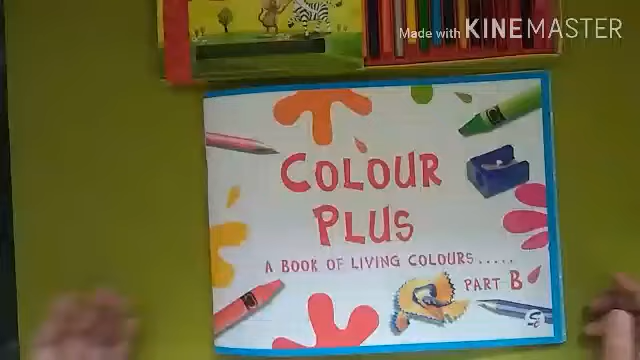 Made with KINEMASTER
COLOUR
PLUS
A BOOK OF LIVING COLOURS.....
PART B